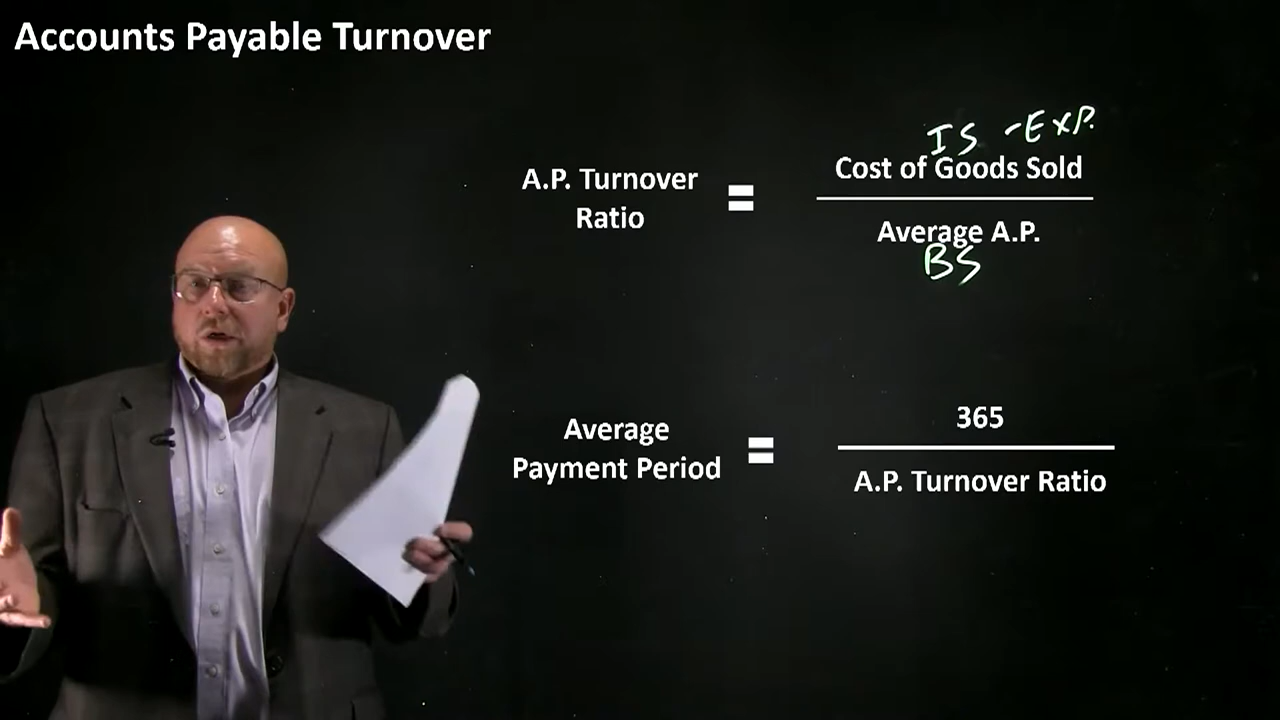 Accounts Payable Turnover
IS - EXP.
A.P. Turnover
Ratio
=
Cost of Goods Sold
Average A.P.
BS
Average
Payment Period
=
365
A.P. Turnover Ratio